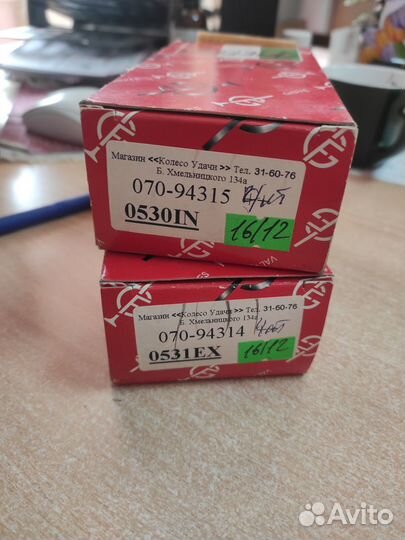 Магазин <<Колесо Удачи >> Тел. 31-60-76
Б. Хмельницкого 134а
070-94315
0530IN
16/12
Магазин <<Колесо Удачи >> Тел. 31-60-76
Б. Хмельницкого 134а
070-94314 4шт
0531EX
16/12
Avito